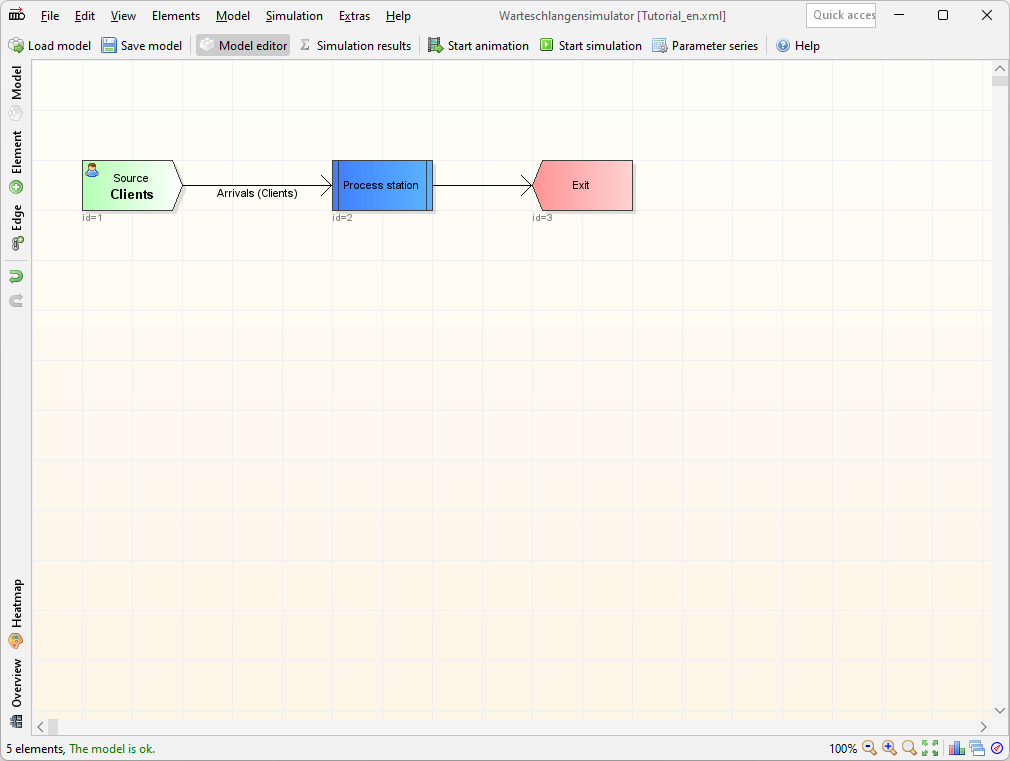 File Edit View Elements Model Simulation Extras Help Warteschlangensimulator [Tutorial_en.xml] Quick acces
Load model Save model Model editor Simulation results Start animation Start simulation Parameter series Help
Model
Element
Edge
Source
Clients
id=1
Arrivals (Clients)
Process station
id=2
Exit
id=3
Heatmap
Overview
5 elements, The model is ok. 100%